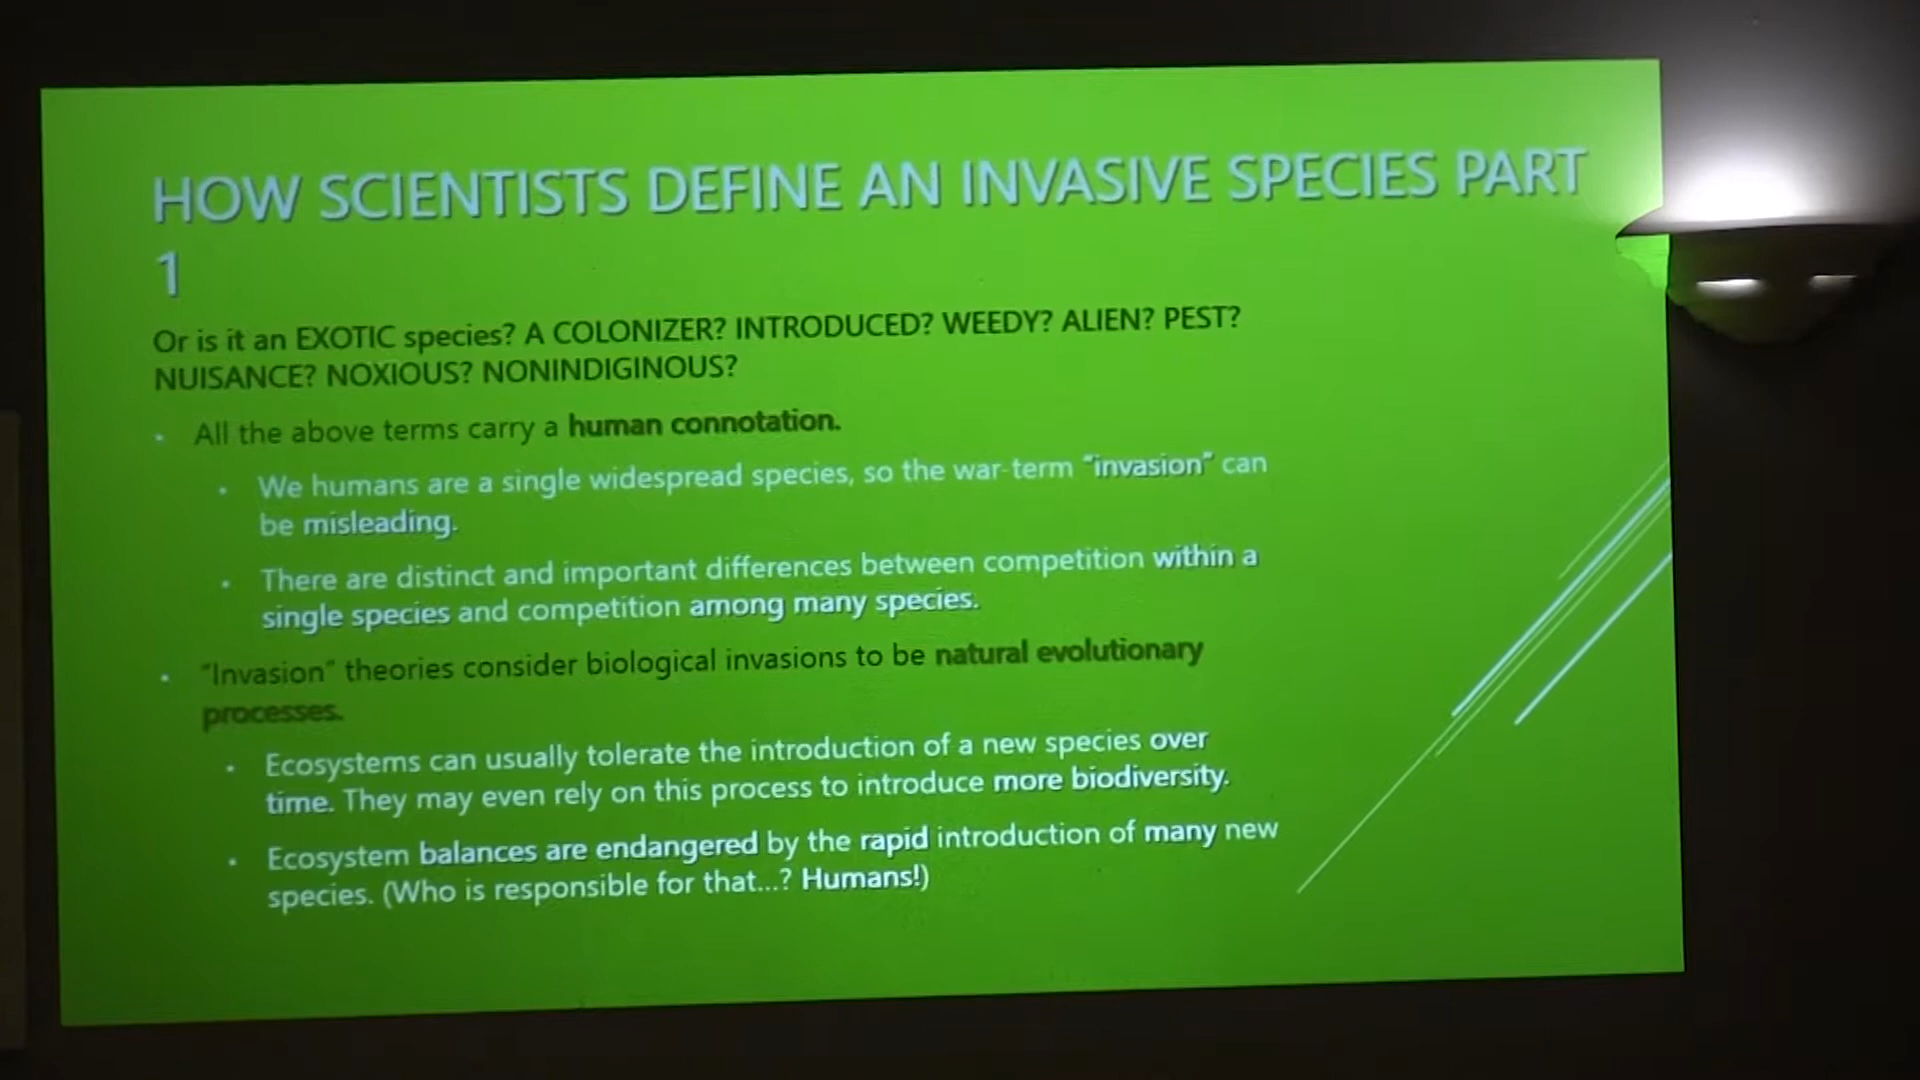 HOW SCIENTISTS DEFINE AN INVASIVE SPECIES PART
1
Or is it an EXOTIC species? A COLONIZER? INTRODUCED? WEEDY? ALIEN? PEST?
NUISANCE? NOXIOUS? NONINDIGINOUS?
• All the above terms carry a human connotation.
• We humans are a single widespread species, so the war-term "invasion" can
be misleading.
• There are distinct and important differences between competition within a
single species and competition among many species.
• "Invasion" theories consider biological invasions to be natural evolutionary
processes.
• Ecosystems can usually tolerate the introduction of a new species over
time. They may even rely on this process to introduce more biodiversity.
• Ecosystem balances are endangered by the rapid introduction of many new
species. (Who is responsible for that...? Humans!)